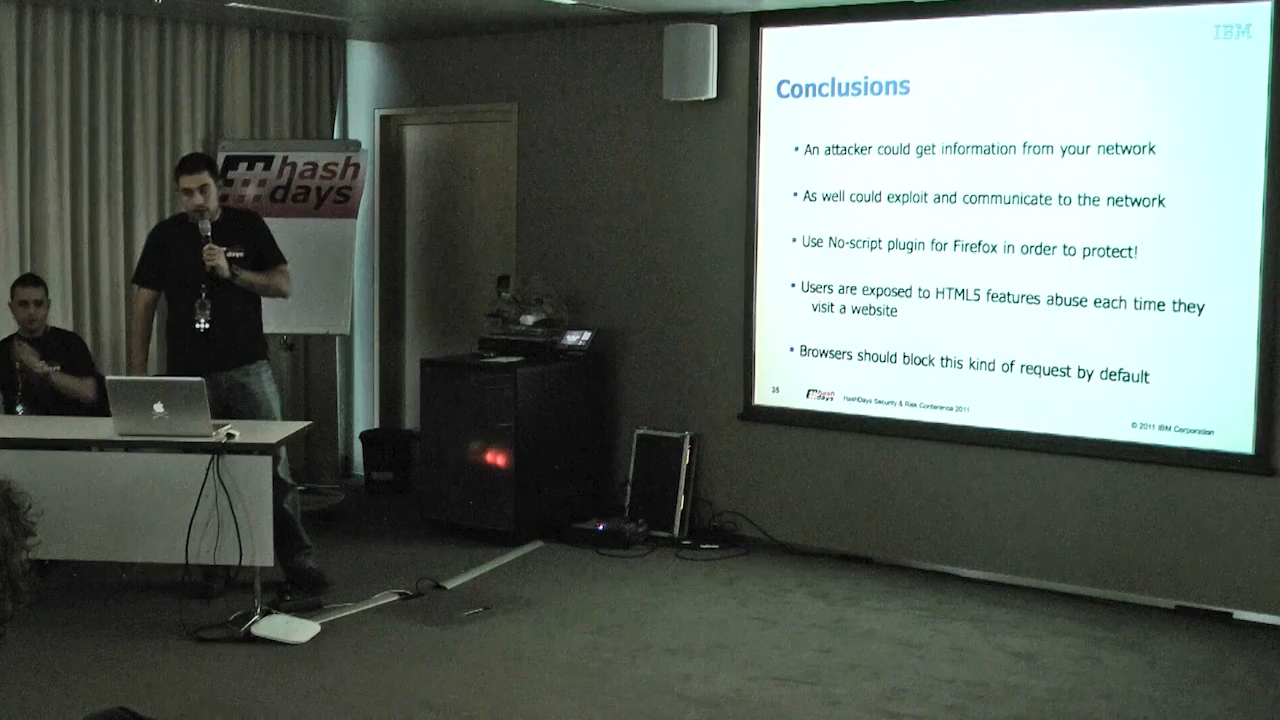 IBM
Conclusions
An attacker could get information from your network
As well could exploit and communicate to the network
Use No-script plugin for Firefox in order to protect!
Users are exposed to HTML5 features abuse each time they
visit a website
Browsers should block this kind of request by default
35
hash
days
HashDays Security & Risk Conference 2011
© 2011 IBM Corporation
hash
days
days